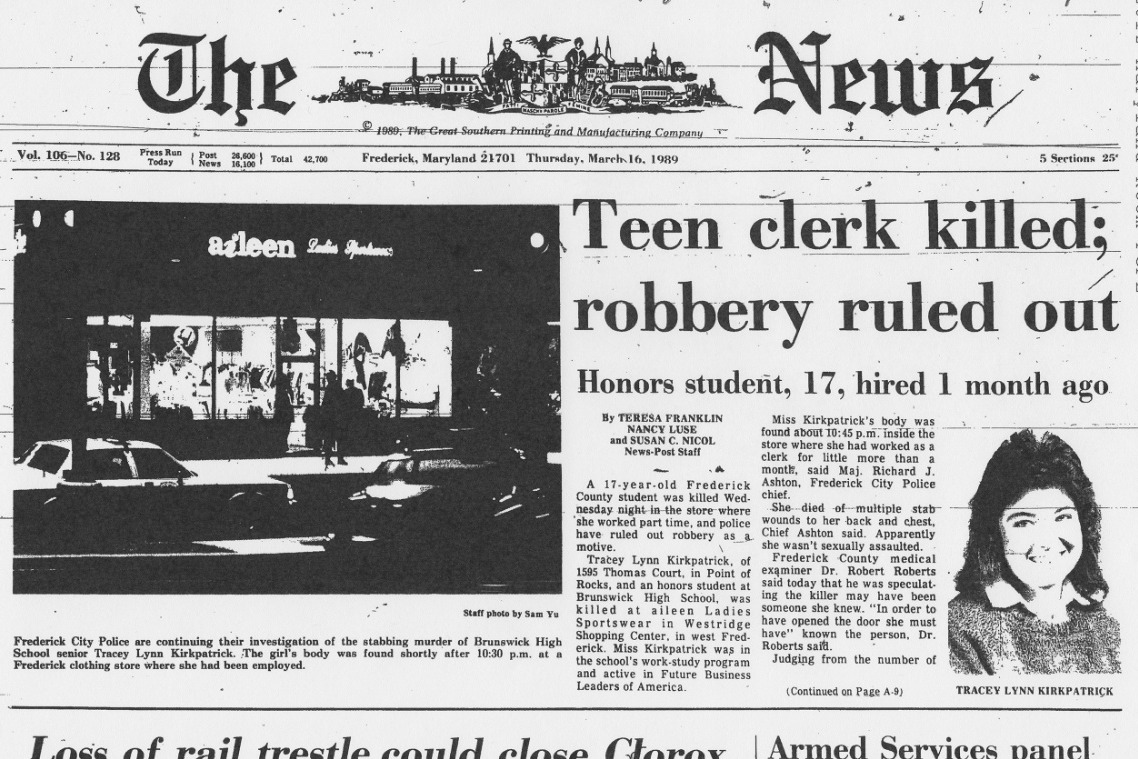 The News
© 1989, The Great Southern Printing and Manufacturing Company
Vol. 106—No. 128
Press Run
Today
Post 26,600
News 16,100
Total 42,700
Frederick, Maryland 21701 Thursday, March 16, 1989
5 Sections 25¢
aileen Ladies Sportswear
Staff photo by Sam Yu
Frederick City Police are continuing their investigation of the stabbing murder of Brunswick High
School senior Tracey Lynn Kirkpatrick. The girl's body was found shortly after 10:30 p.m. at a
Frederick clothing store where she had been employed.
Teen clerk killed;
robbery ruled out
Honors student, 17, hired 1 month ago
By TERESA FRANKLIN
NANCY LUSE
and SUSAN C. NICOL
News-Post Staff
A 17-year-old Frederick
County student was killed Wed-
nesday night in the store where
she worked part time, and police
have ruled out robbery as a
motive.
Tracey Lynn Kirkpatrick, of
1595 Thomas Court, in Point of
Rocks, and an honors student at
Brunswick High School, was
killed at aileen Ladies
Sportswear in Westridge
Shopping Center, in west Fred-
erick. Miss Kirkpatrick was in
the school's work-study program
and active in Future Business
Leaders of America.
Miss Kirkpatrick's body was
found about 10:45 p.m. inside the
store where she had worked as a
clerk for little more than a
month, said Maj. Richard J.
Ashton, Frederick City Police
chief.
She died of multiple stab
wounds to her back and chest,
Chief Ashton said. Apparently
she wasn't sexually assaulted.
Frederick County medical
examiner Dr. Robert Roberts
said today that he was speculat-
ing the killer may have been
someone she knew. "In order to
have opened the door she must
have" known the person, Dr.
Roberts said.
Judging from the number of
(Continued on Page A-9)
TRACEY LYNN KIRKPATRICK
Loss of rail trestle could close Clorox
Armed Services panel